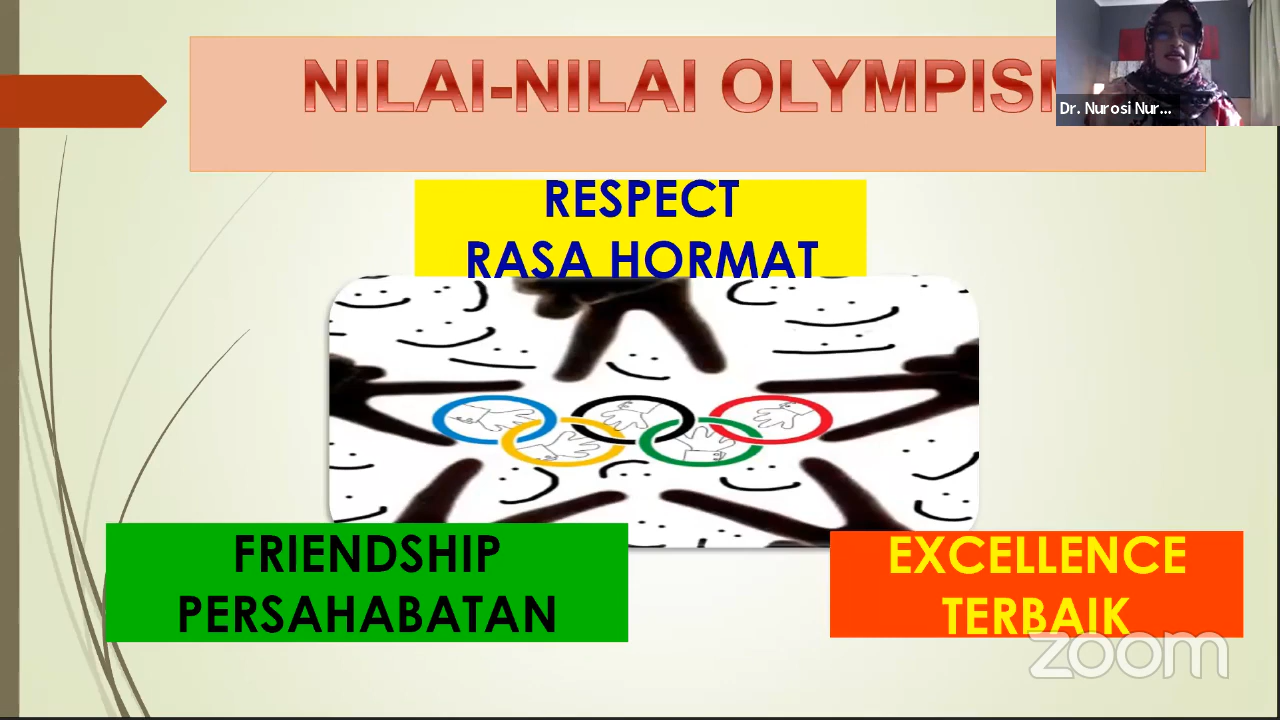 NILAI-NILAI OLYMPISM
Dr. Nurosi Nur...
RESPECT
RASA HORMAT
FRIENDSHIP
PERSAHABATAN
EXCELLENCE
TERBAIK
zoom